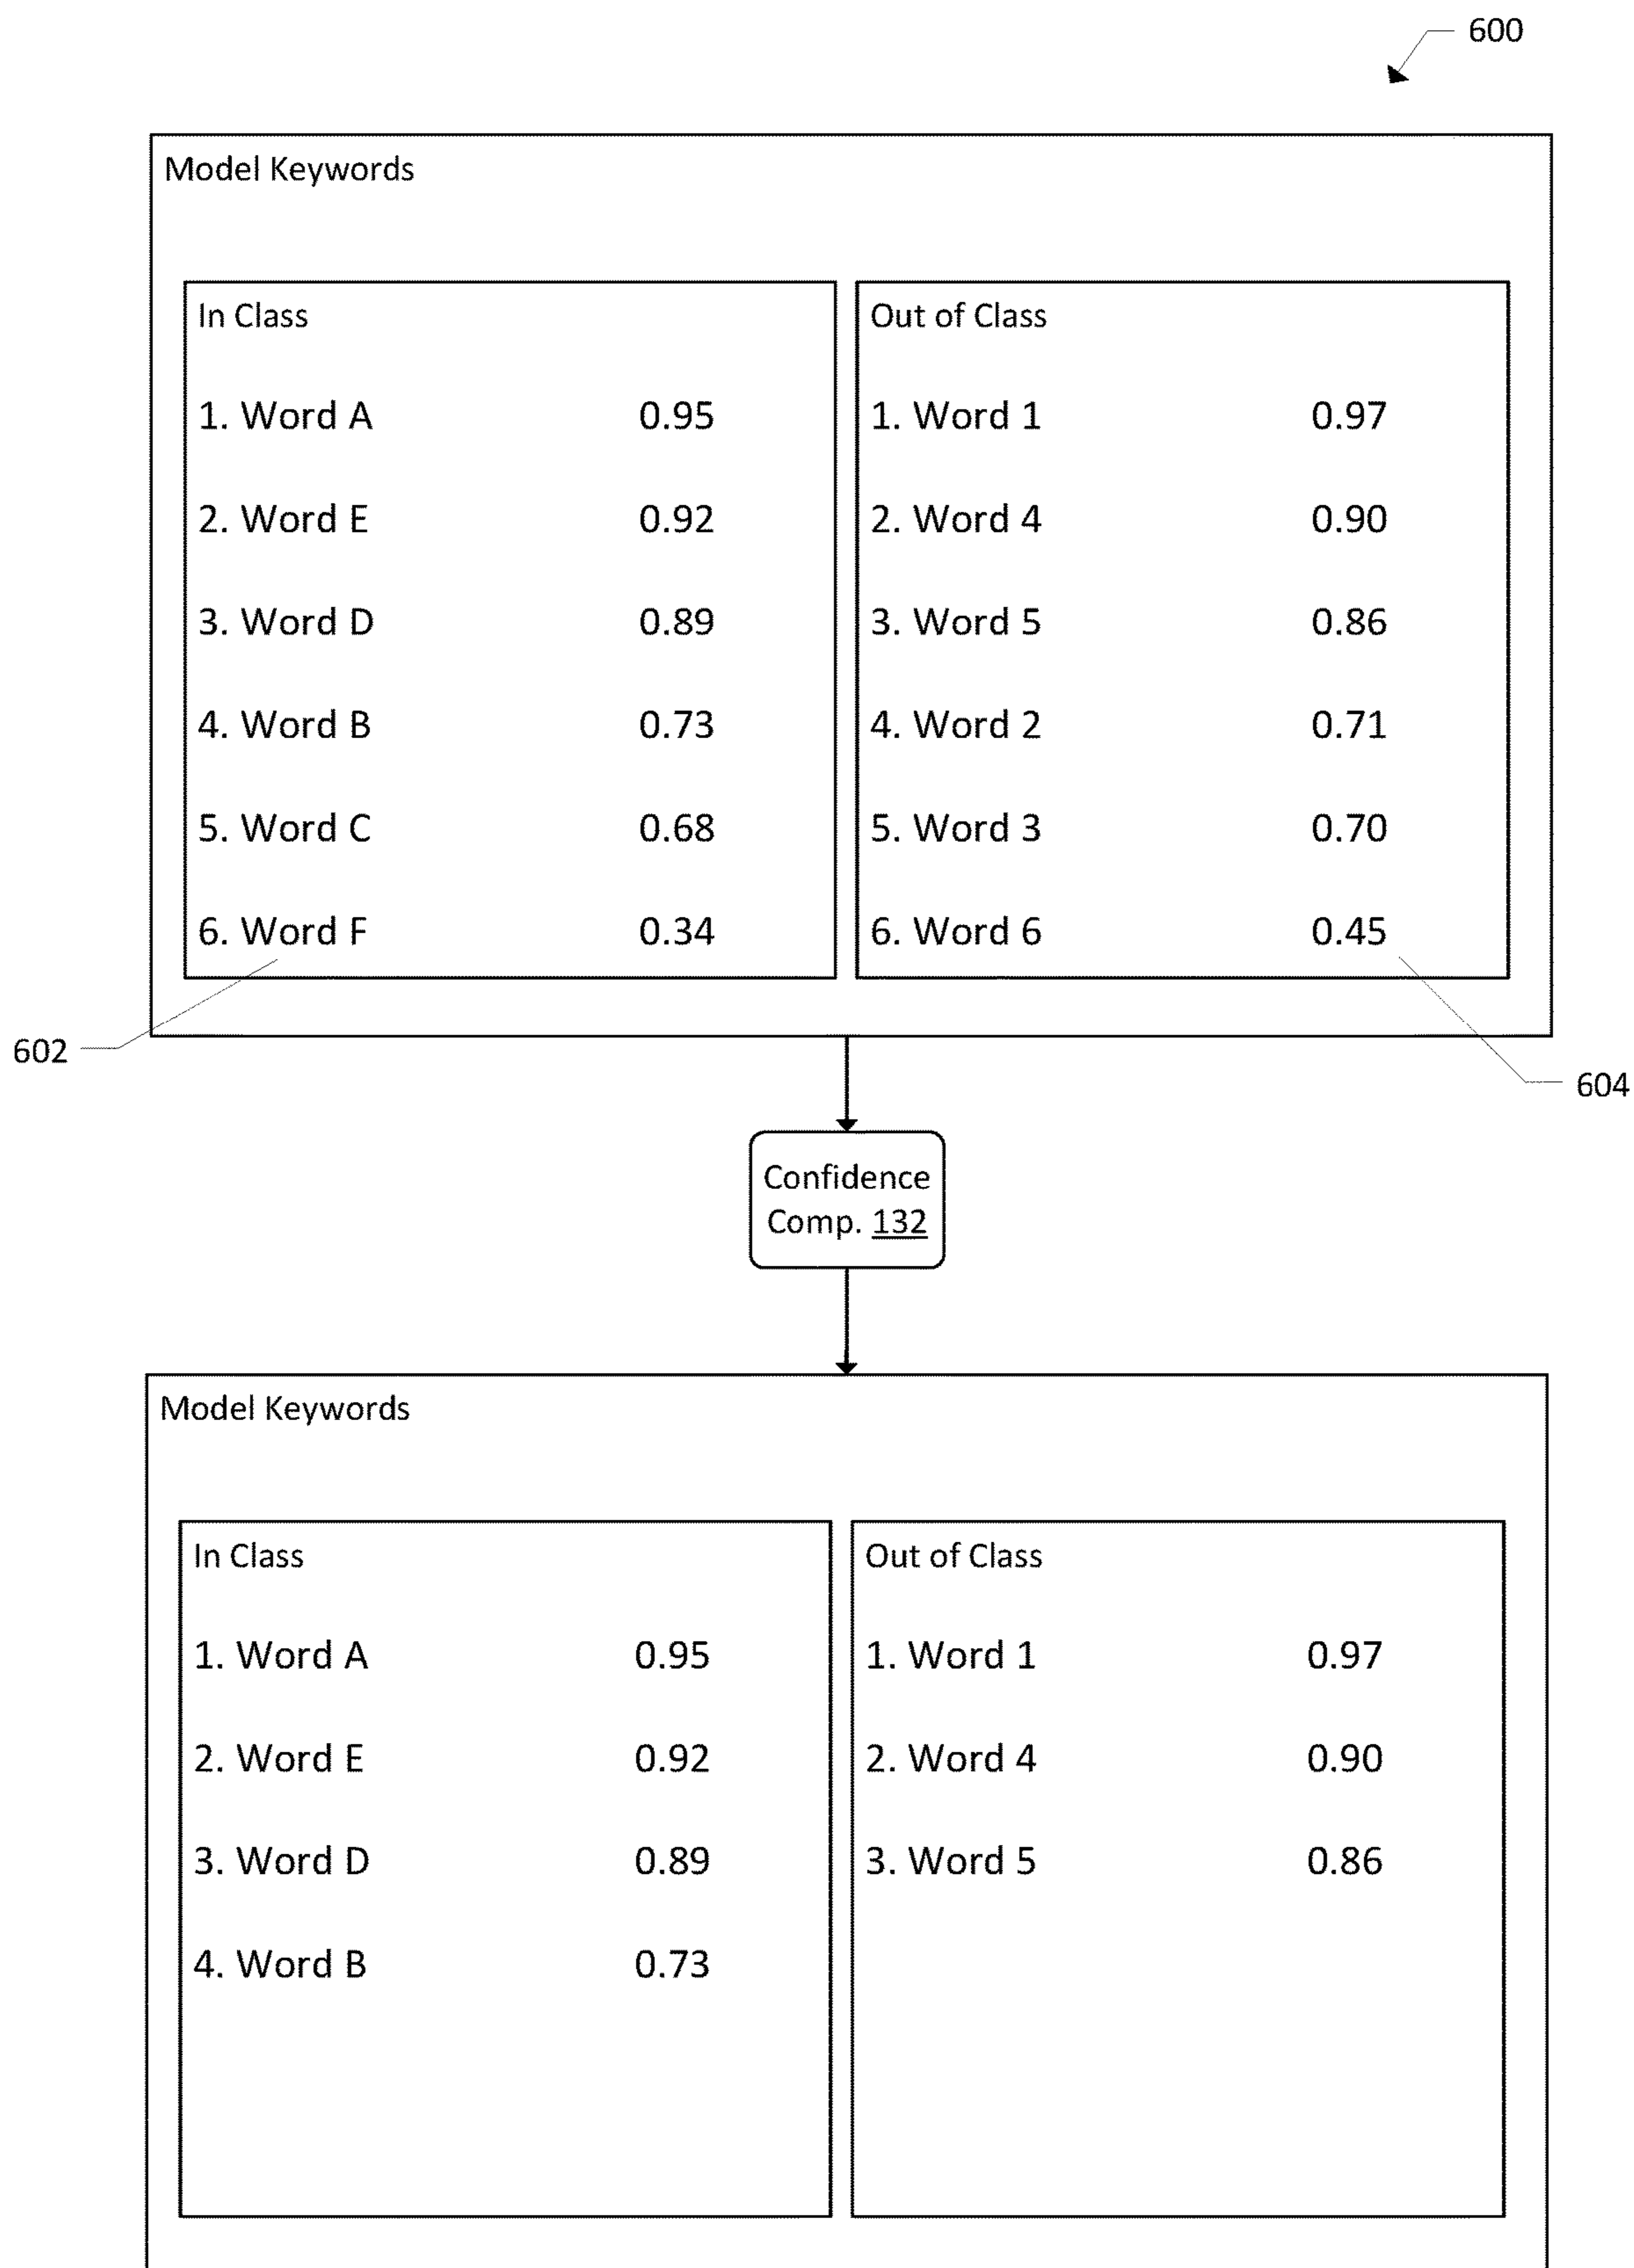 600
Model Keywords
In Class
1. Word A 0.95
2. Word E 0.92
3. Word D 0.89
4. Word B 0.73
5. Word C 0.68
6. Word F 0.34
Out of Class
1. Word 1 0.97
2. Word 4 0.90
3. Word 5 0.86
4. Word 2 0.71
5. Word 3 0.70
6. Word 6 0.45
602
604
Confidence
Comp. 132
Model Keywords
In Class
1. Word A 0.95
2. Word E 0.92
3. Word D 0.89
4. Word B 0.73
Out of Class
1. Word 1 0.97
2. Word 4 0.90
3. Word 5 0.86